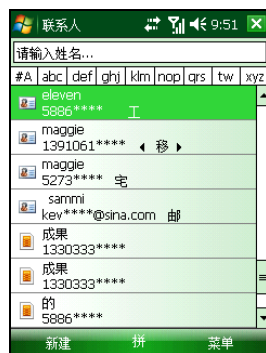 联系人 9:51
请输入姓名...
#A abc def ghj klm nop qrs tw xyz
eleven
5886**** 工
maggie
1391061**** 移
maggie
5273**** 宅
sammi
kev****@sina.com 邮
成果
1330333****
成果
1330333****
的
5886****
新建 拼 菜单